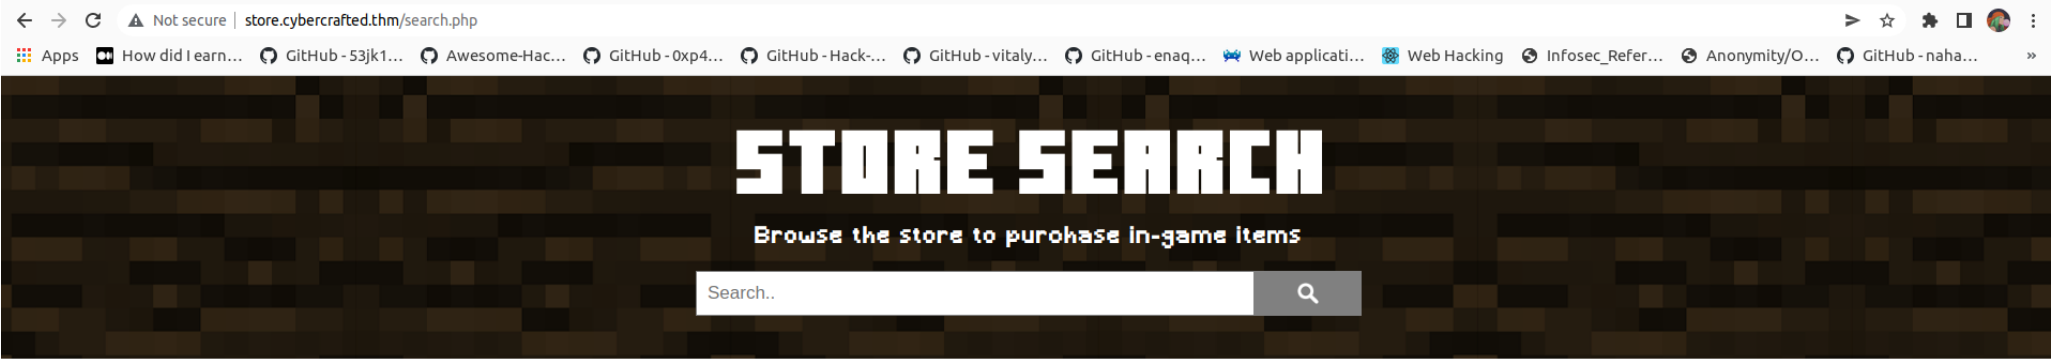 Not secure store.cybercrafted.thm/search.php
Apps How did I earn... GitHub - 53jk1... Awesome-Hac... GitHub - 0xp4... GitHub - Hack-... GitHub - vitaly... GitHub - enaq... Web applicati... Web Hacking Infosec_Refer... Anonymity/O... GitHub - naha... »
STORE SEARCH
Browse the store to purchase in-game items
Search..